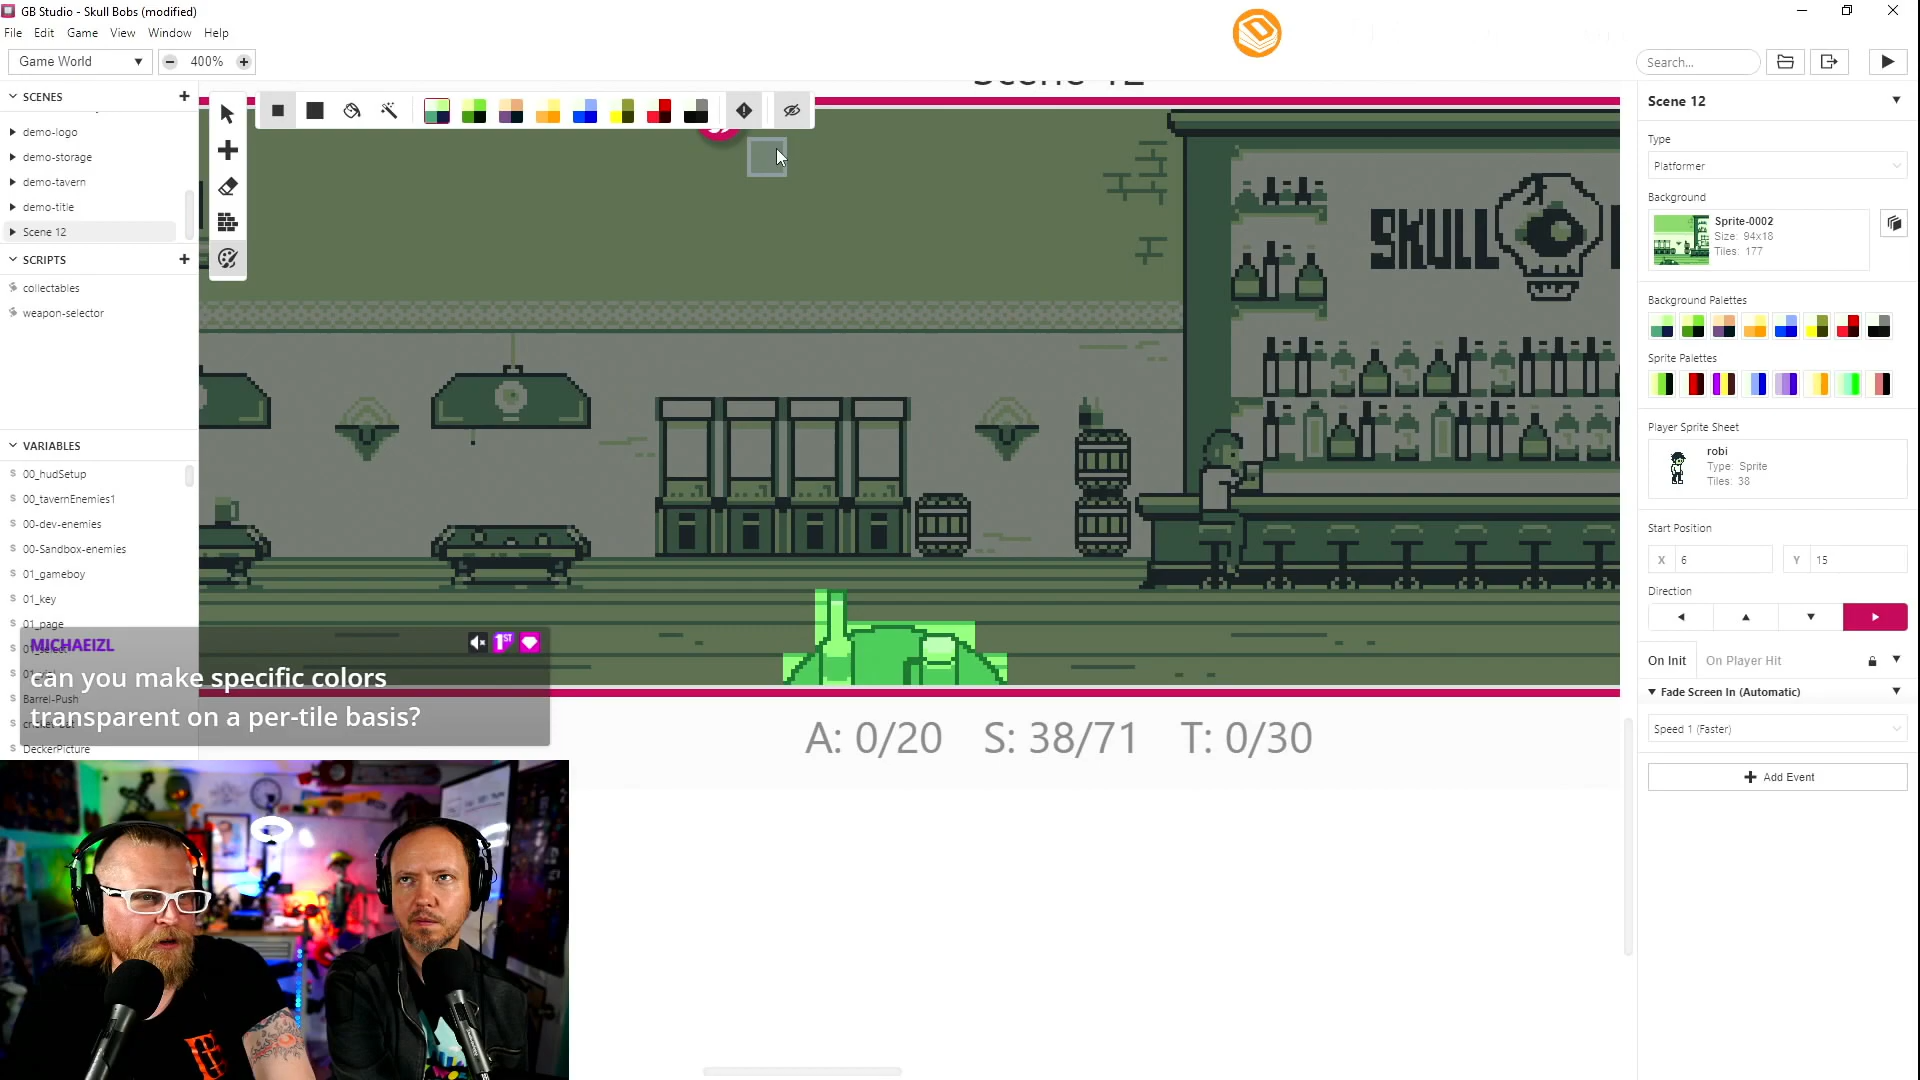 GB Studio - Skull Bobs (modified)
File Edit Game View Window Help
Game World
400%
Search...
SCENES
demo-logo
demo-storage
demo-tavern
demo-title
Scene 12
SCRIPTS
collectables
weapon-selector
VARIABLES
$ 00_hudSetup
$ 00_tavernEnemies1
$ 00-dev-enemies
$ 00-Sandbox-enemies
$ 01_gameboy
$ 01_key
$ 01_page
Barrel-Push
DeckerPicture
MICHAEIZL
1ST
can you make specific colors
transparent on a per-tile basis?
Scene 12
SKULL
A: 0/20 S: 38/71 T: 0/30
Scene 12
Type
Platformer
Background
Sprite-0002
Size: 94x18
Tiles: 177
Background Palettes
Sprite Palettes
Player Sprite Sheet
robi
Type: Sprite
Tiles: 38
Start Position
X 6 Y 15
Direction
On Init On Player Hit
Fade Screen In (Automatic)
Speed 1 (Faster)
Add Event